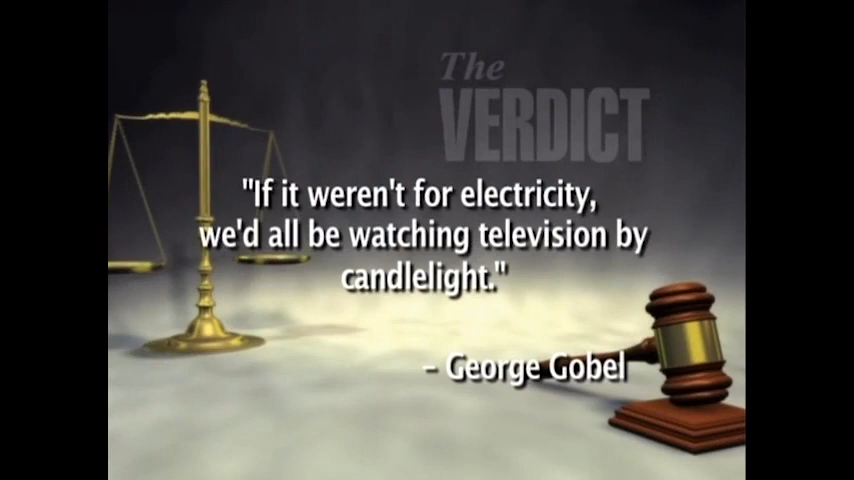 The
VERDICT
"If it weren't for electricity,
we'd all be watching television by
candlelight."
- George Gobel